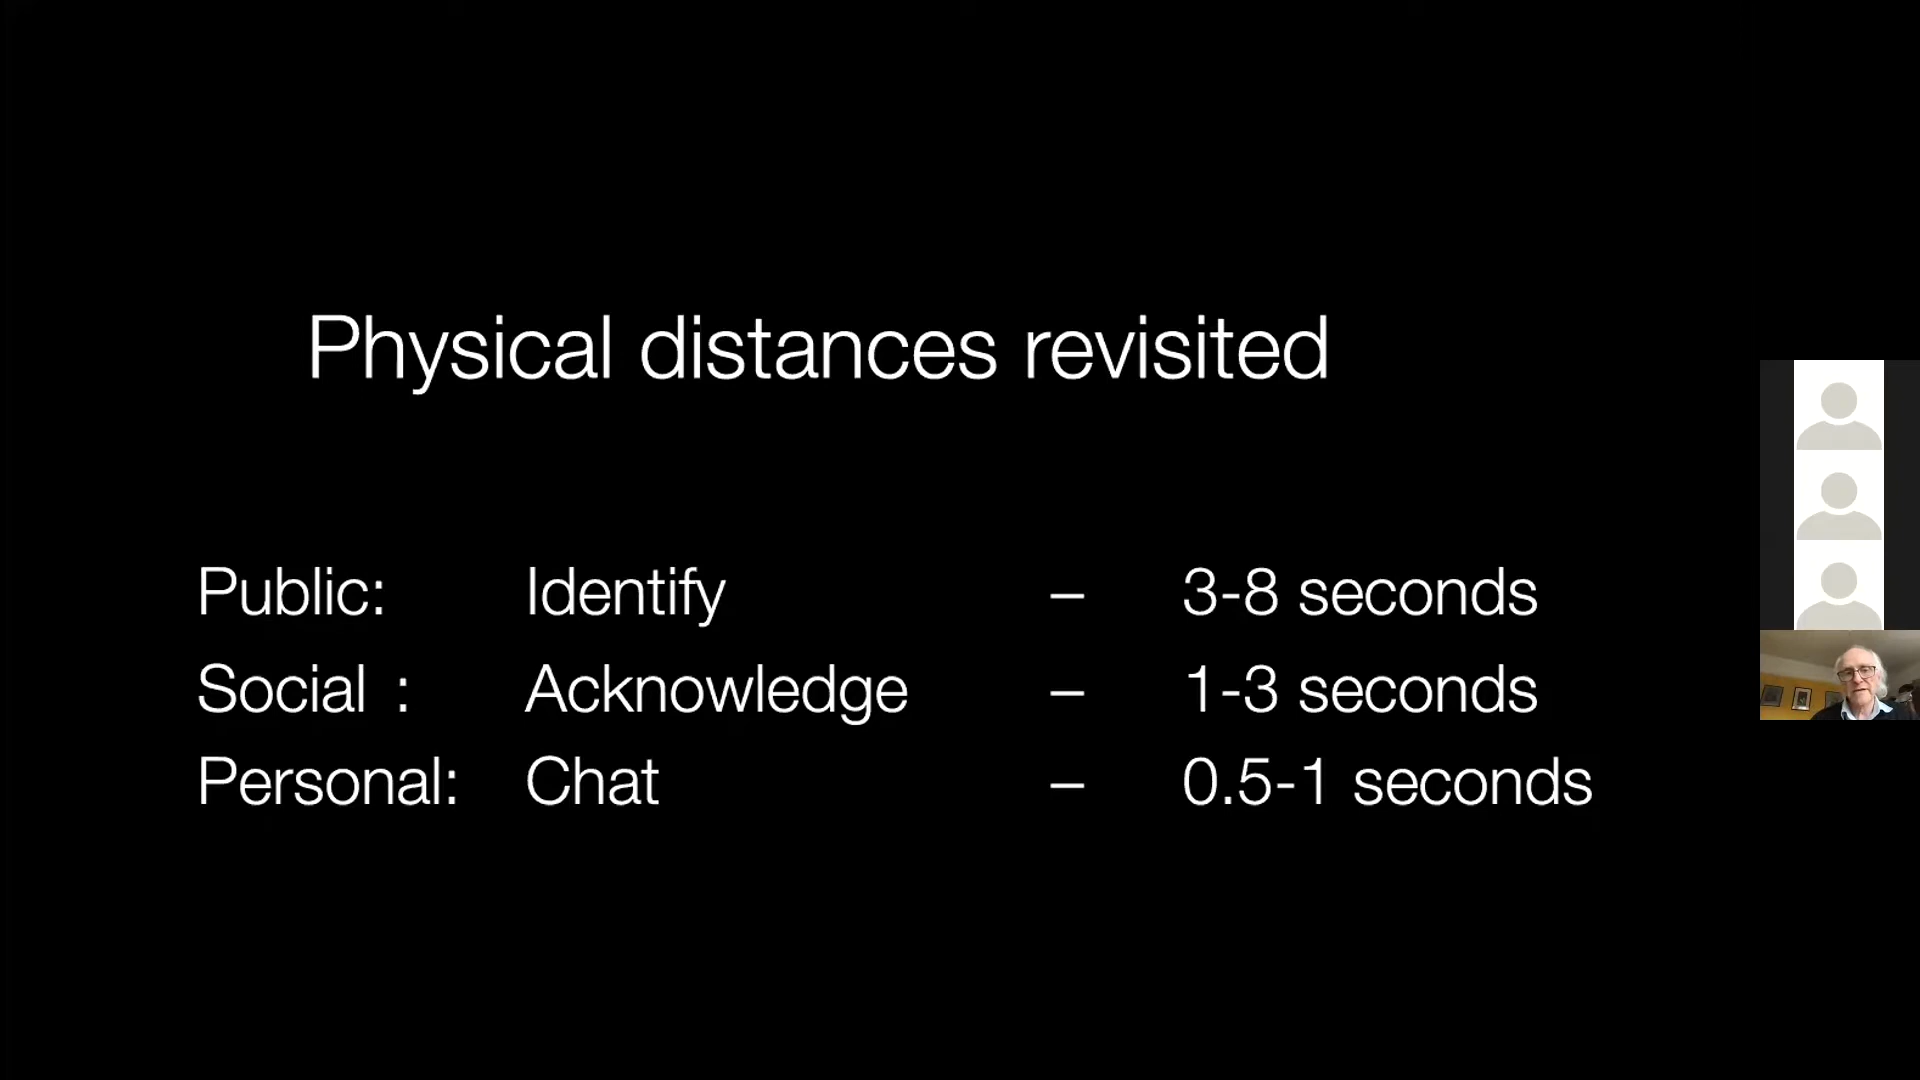 Physical distances revisited
Public: Identify – 3-8 seconds
Social : Acknowledge – 1-3 seconds
Personal: Chat – 0.5-1 seconds